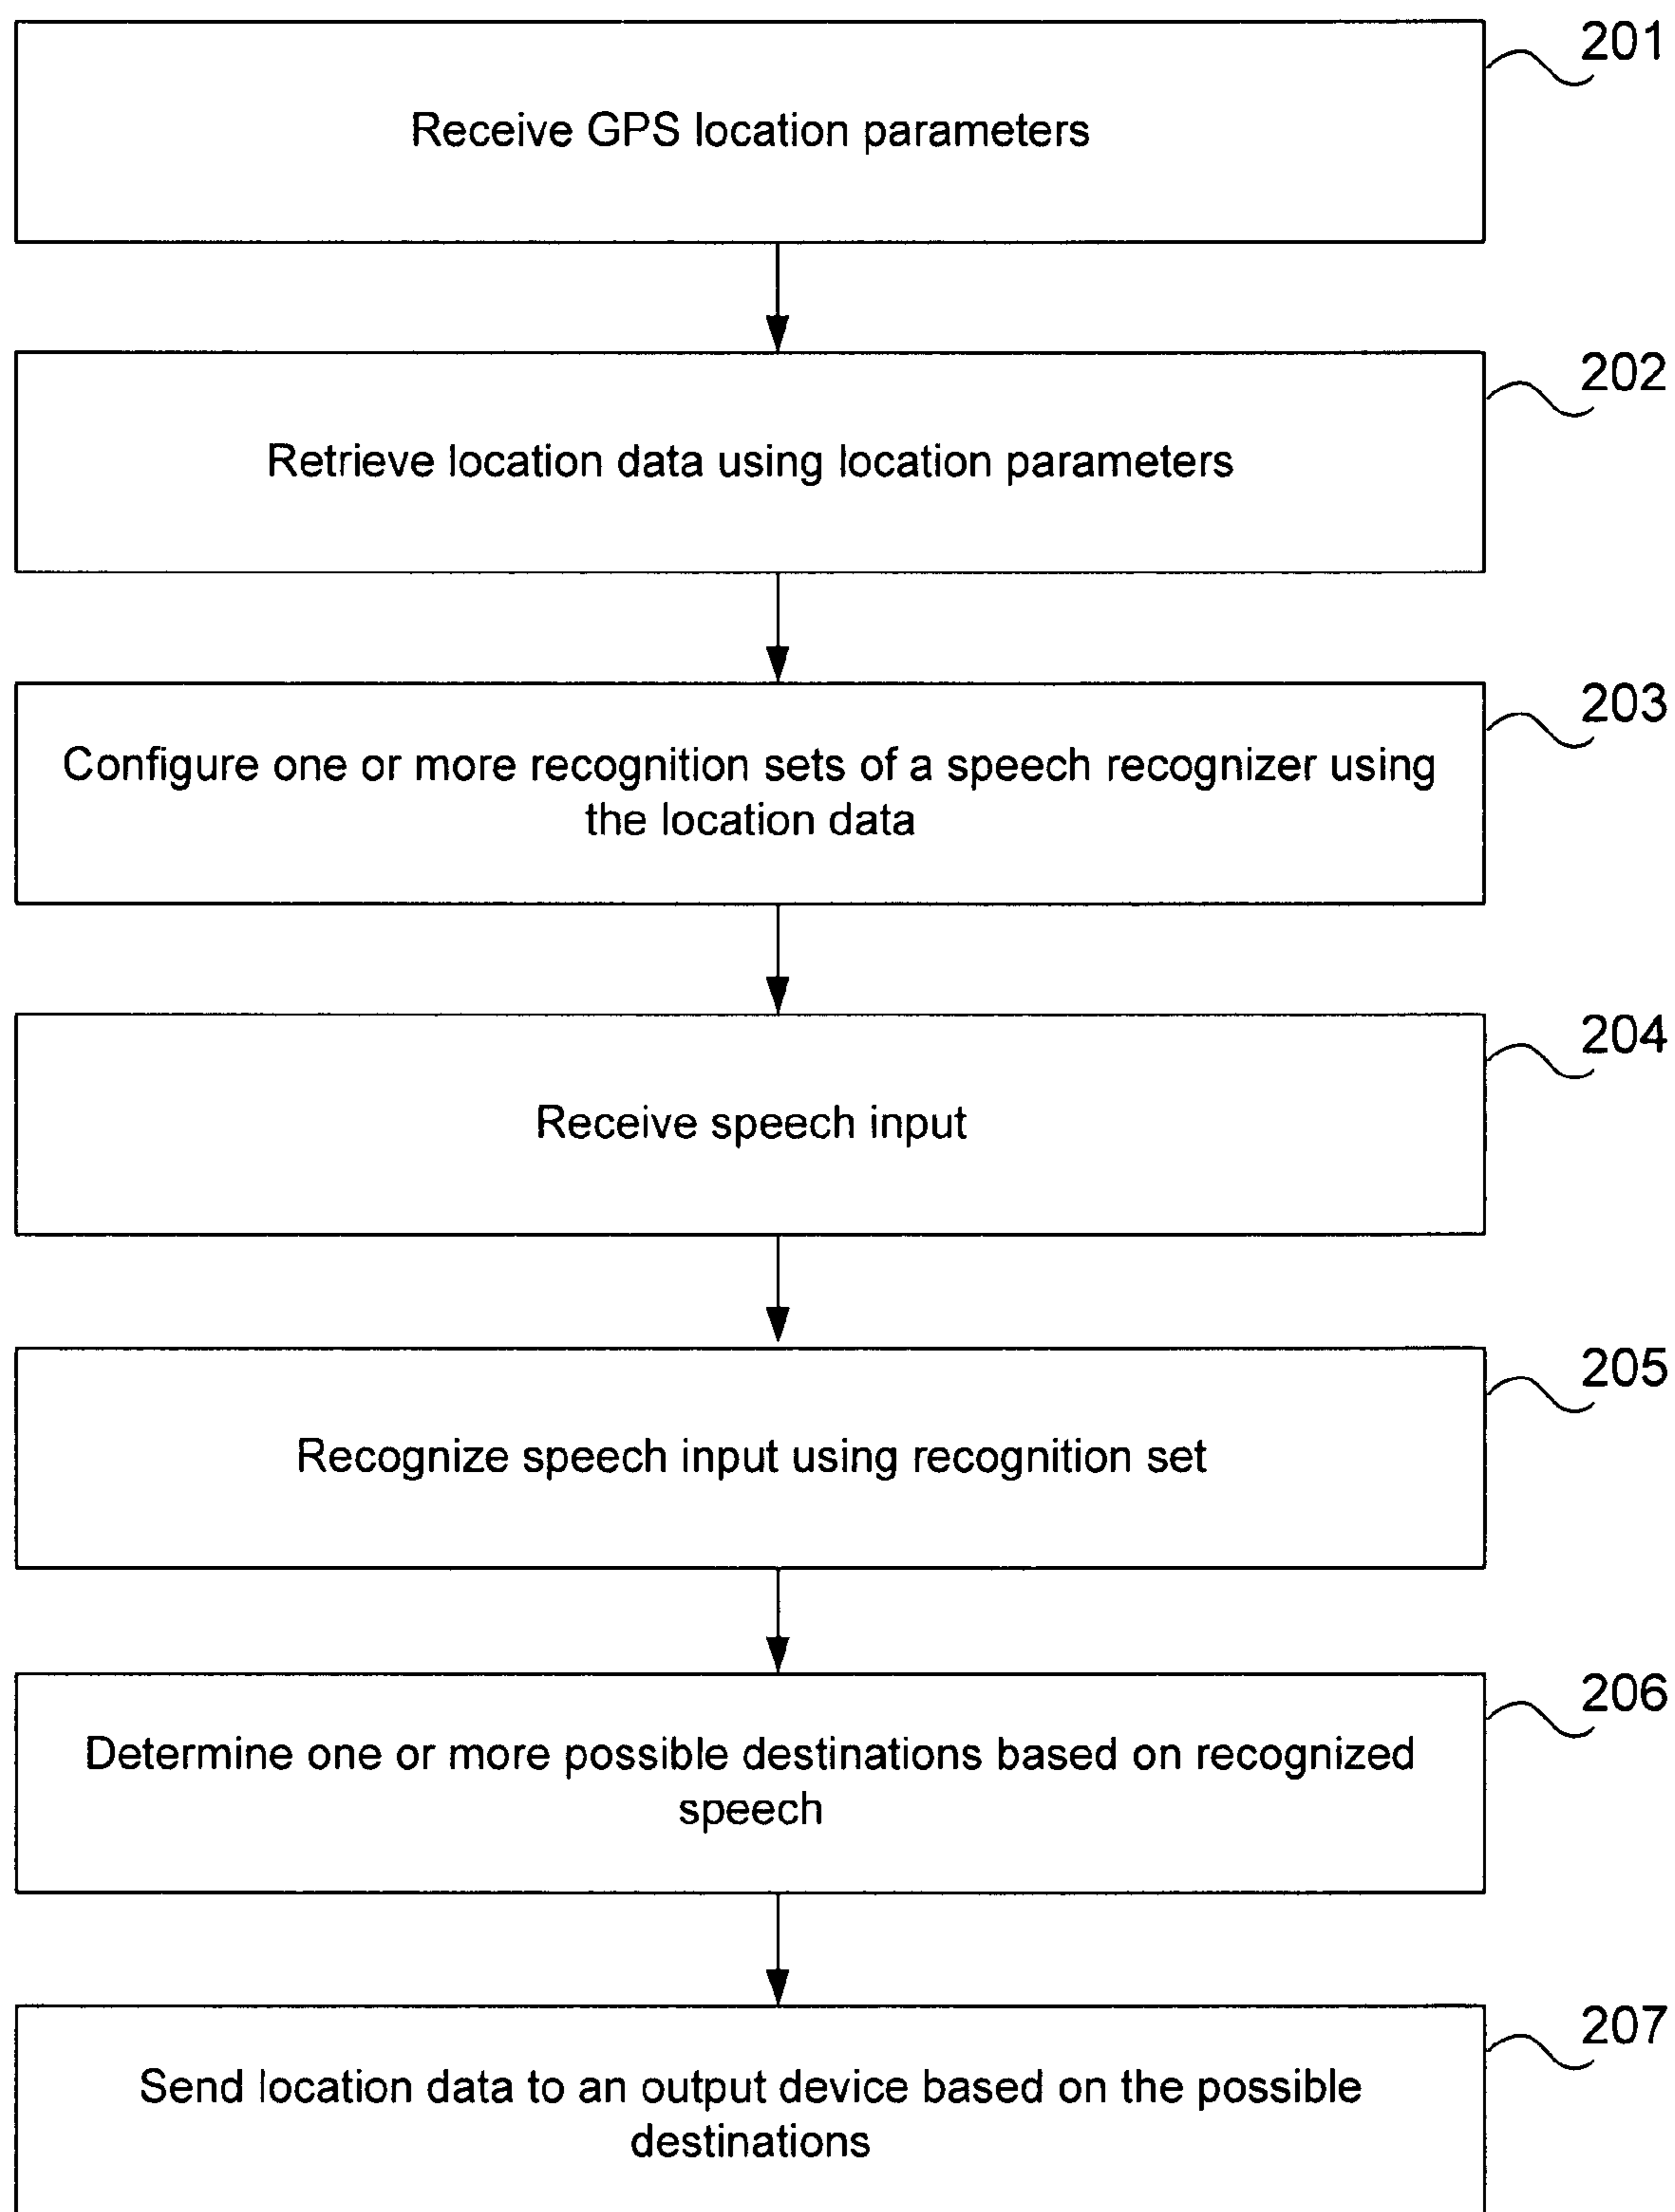 201
Receive GPS location parameters
202
Retrieve location data using location parameters
203
Configure one or more recognition sets of a speech recognizer using
the location data
204
Receive speech input
205
Recognize speech input using recognition set
206
Determine one or more possible destinations based on recognized
speech
207
Send location data to an output device based on the possible
destinations